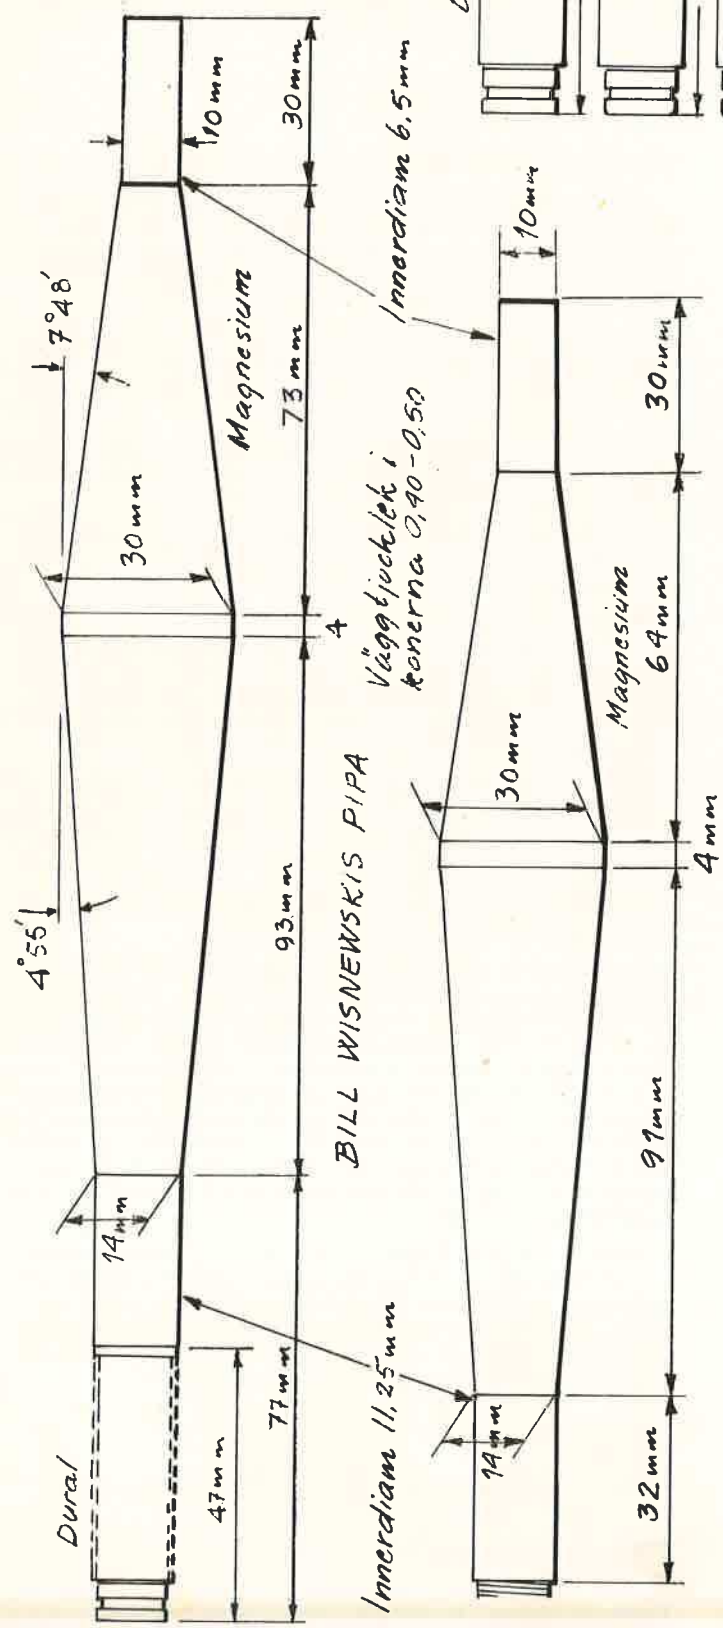 Dural
4°55'
7°48'
14mm
30mm
10mm
47mm
77mm
93mm
4
73mm
30mm
Magnesium
BILL WISNEWSKIS PIPA
Innerdiam 11,25mm
Väggtjocklek i
konerna 0,40-0,50
Innerdiam 6.5mm
14mm
30mm
10mm
Magnesium
32mm
91mm
4mm
64mm
30mm